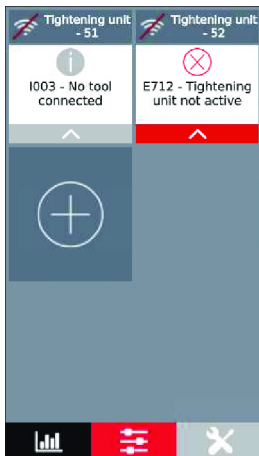 Tightening unit
- 51
Tightening unit
- 52
I003 - No tool
connected
E712 - Tightening
unit not active